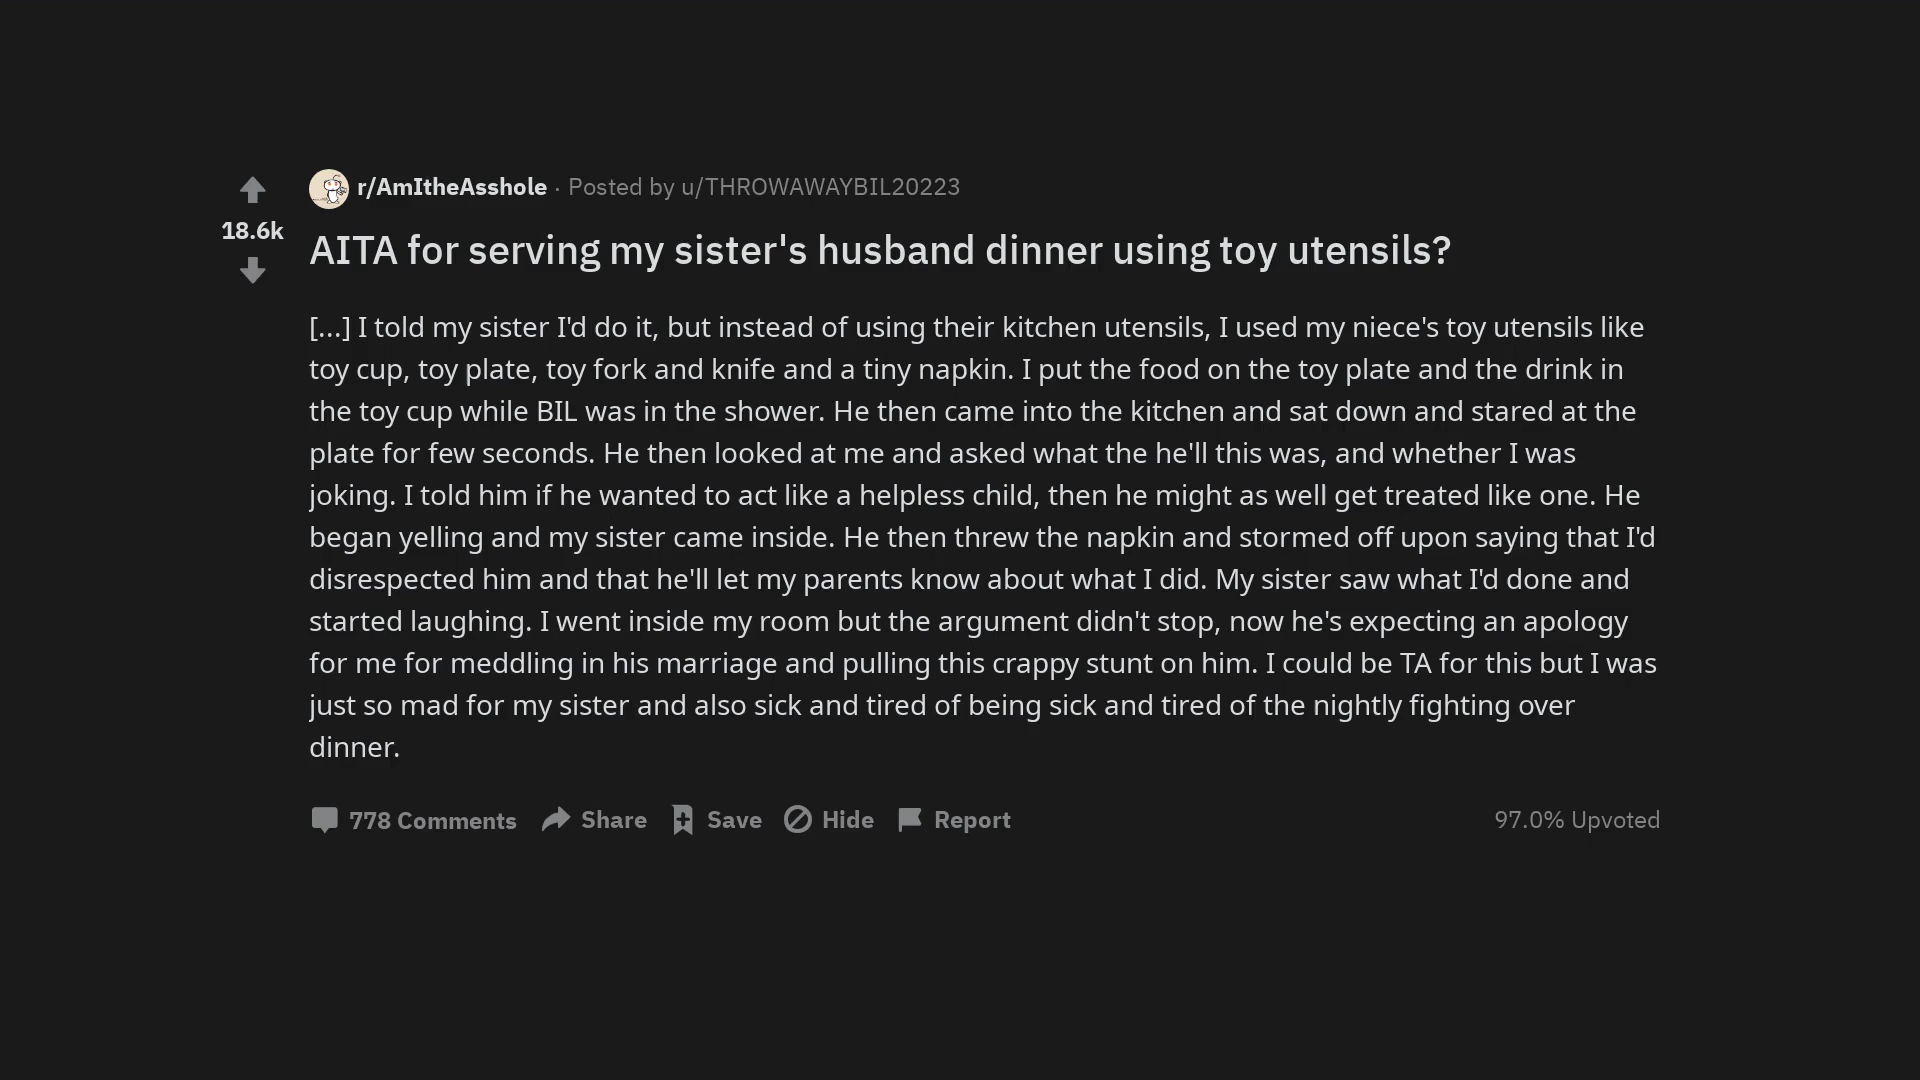 r/AmItheAsshole · Posted by u/THROWAWAYBIL20223
18.6k
AITA for serving my sister's husband dinner using toy utensils?
[...] I told my sister I'd do it, but instead of using their kitchen utensils, I used my niece's toy utensils like
toy cup, toy plate, toy fork and knife and a tiny napkin. I put the food on the toy plate and the drink in
the toy cup while BIL was in the shower. He then came into the kitchen and sat down and stared at the
plate for few seconds. He then looked at me and asked what the he'll this was, and whether I was
joking. I told him if he wanted to act like a helpless child, then he might as well get treated like one. He
began yelling and my sister came inside. He then threw the napkin and stormed off upon saying that I'd
disrespected him and that he'll let my parents know about what I did. My sister saw what I'd done and
started laughing. I went inside my room but the argument didn't stop, now he's expecting an apology
for me for meddling in his marriage and pulling this crappy stunt on him. I could be TA for this but I was
just so mad for my sister and also sick and tired of being sick and tired of the nightly fighting over
dinner.
778 Comments Share Save Hide Report 97.0% Upvoted